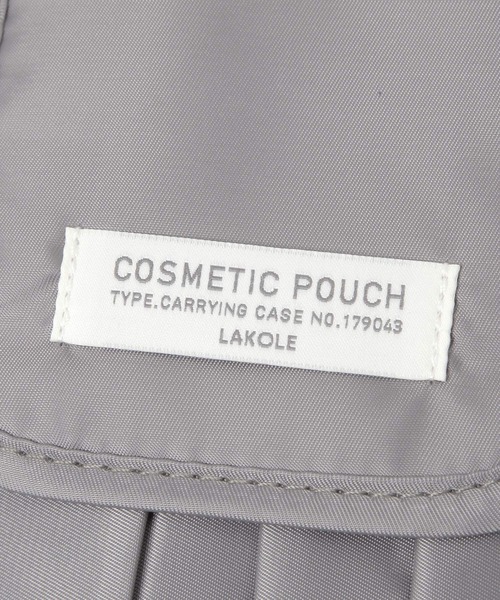 COSMETIC POUCH
TYPE.CARRYING CASE NO.179043
LAKOLE